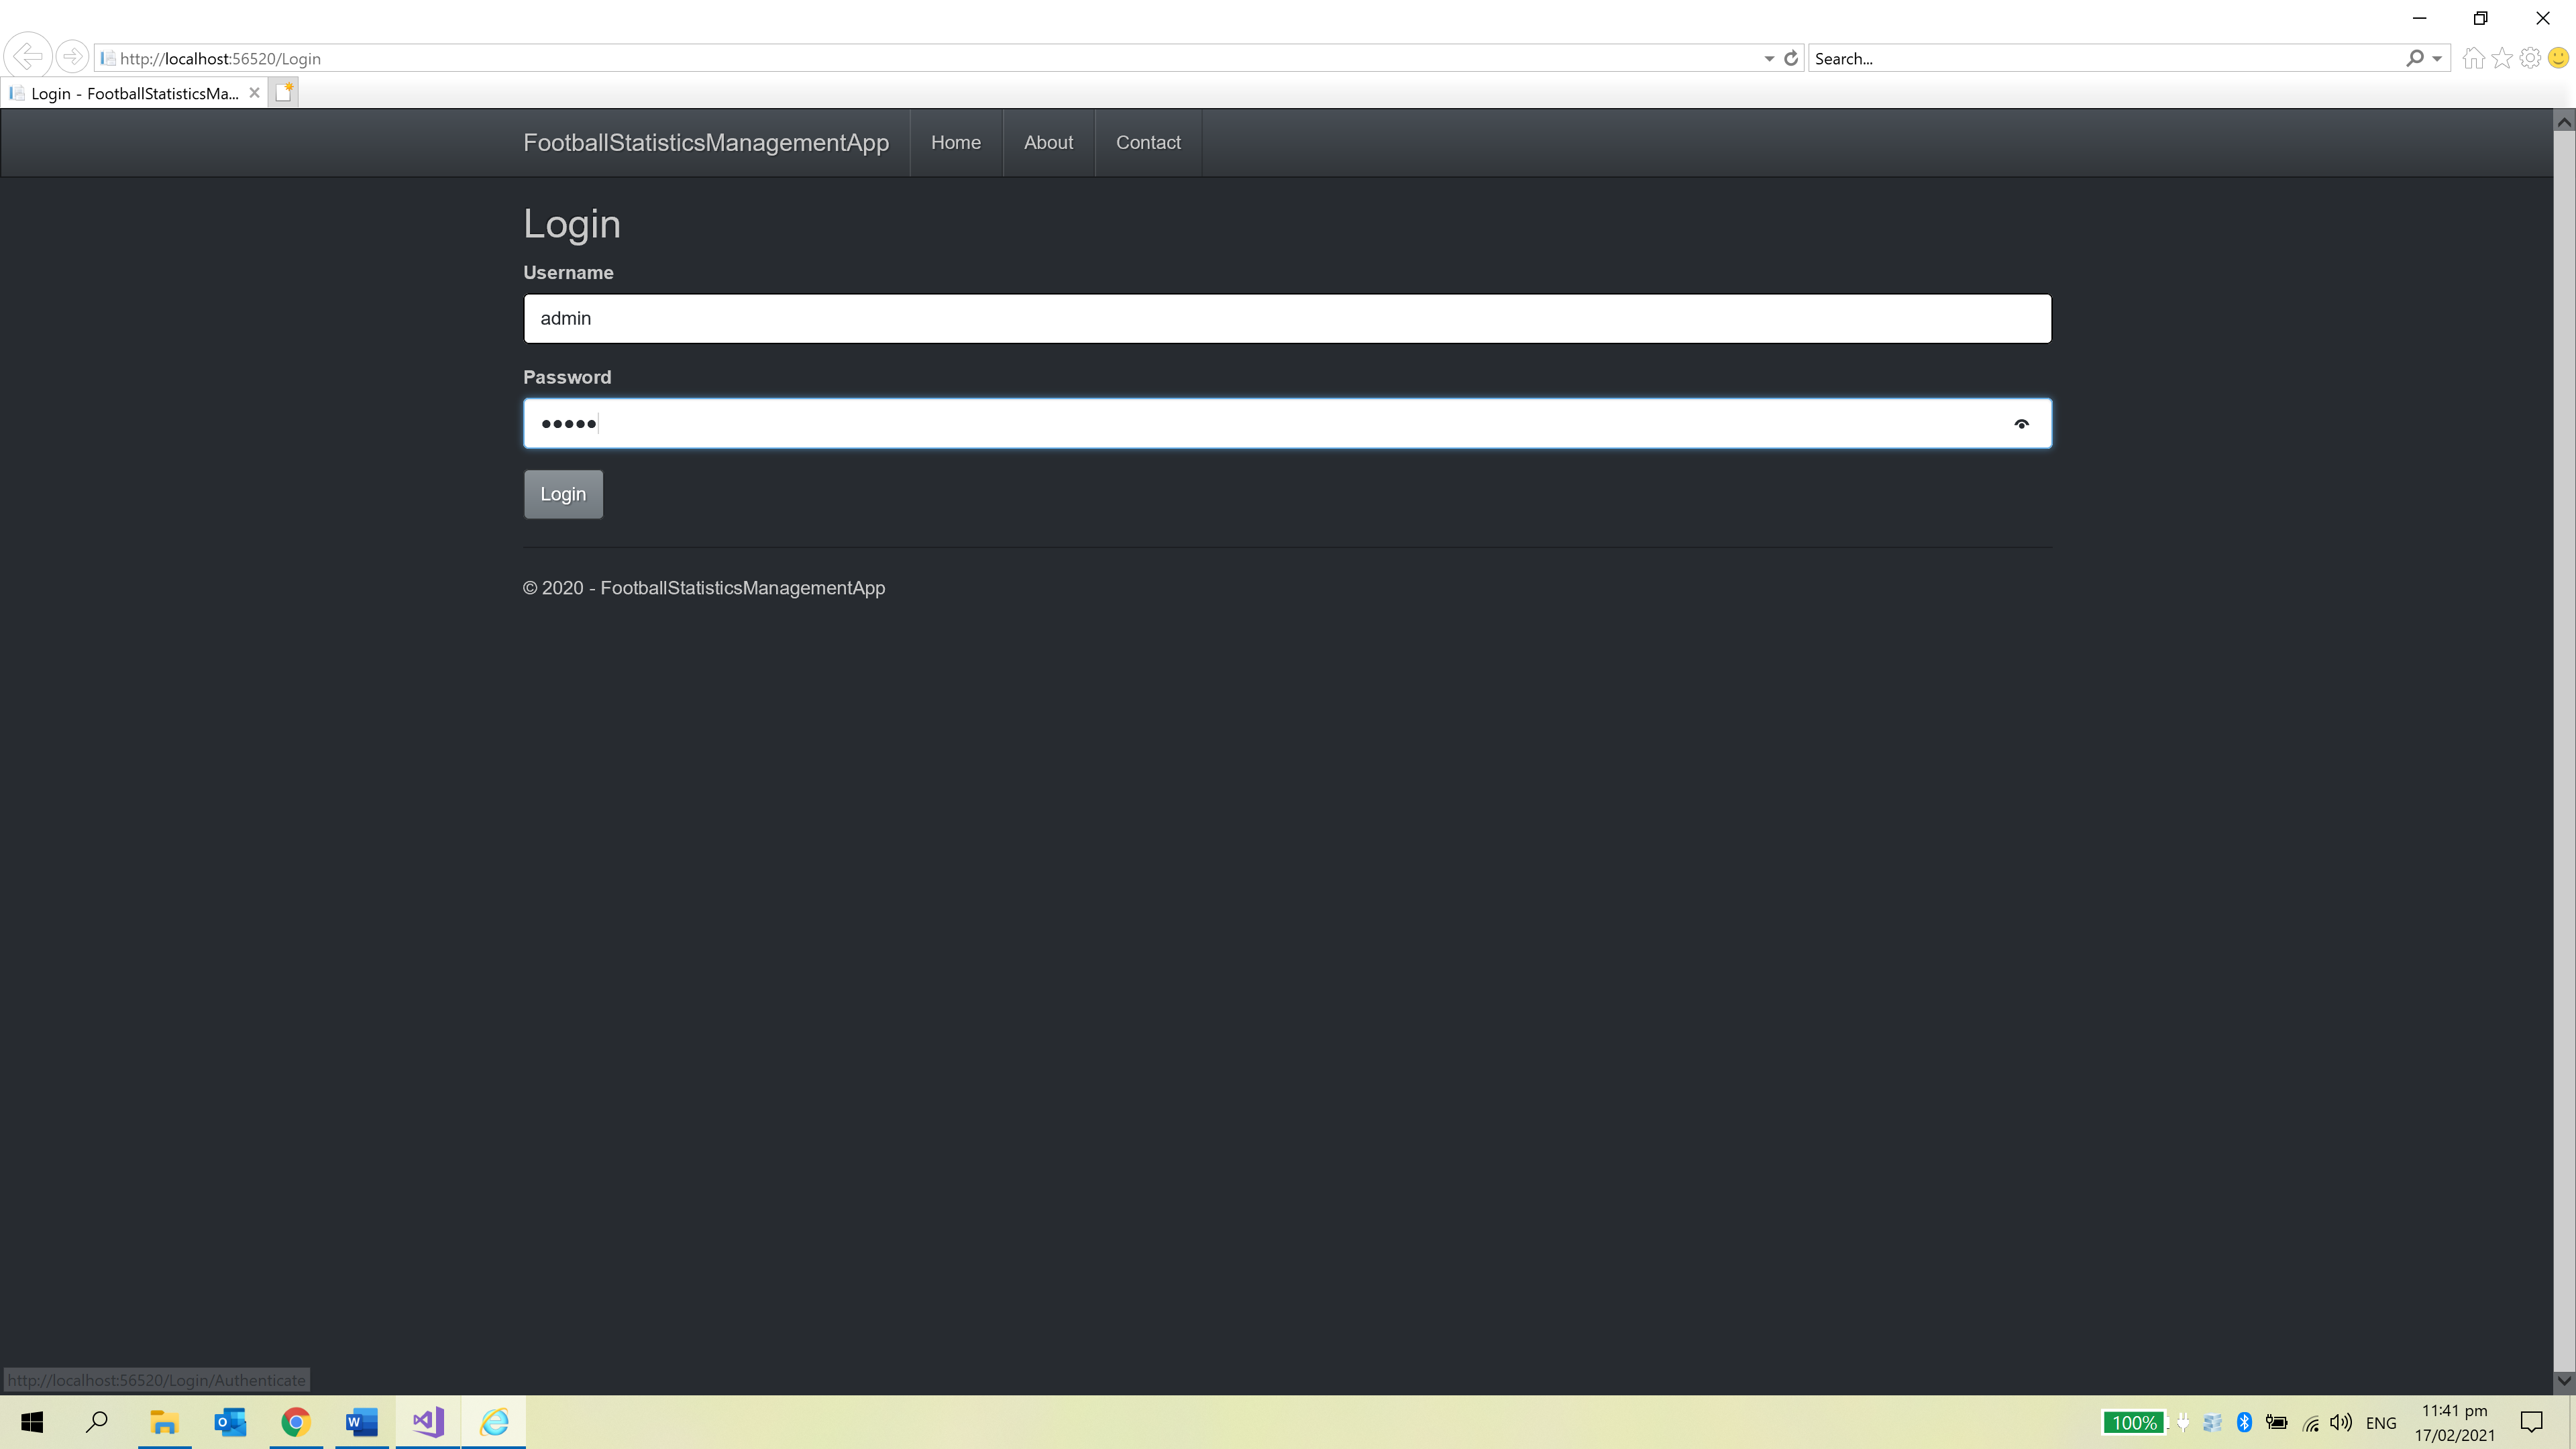 http://localhost:56520/Login
Search...
Login - FootballStatisticsMa...
FootballStatisticsManagementApp Home About Contact
Login
Username
admin
Password
•••••
Login
© 2020 - FootballStatisticsManagementApp
http://localhost:56520/Login/Authenticate
100% ENG 11:41 pm
17/02/2021